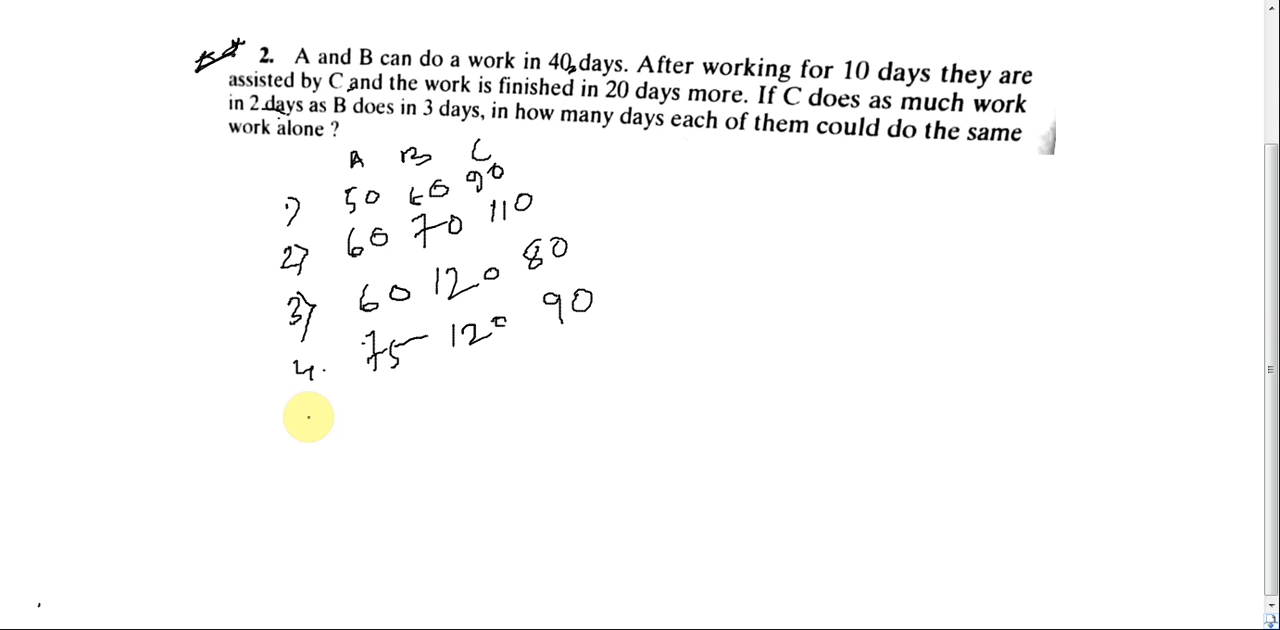 2. A and B can do a work in 40 days. After working for 10 days they are
assisted by C and the work is finished in 20 days more. If C does as much work
in 2 days as B does in 3 days, in how many days each of them could do the same
work alone ?
A B C
1) 50 60 90
2) 60 70 110
3) 60 120 80
4. 75 120 90